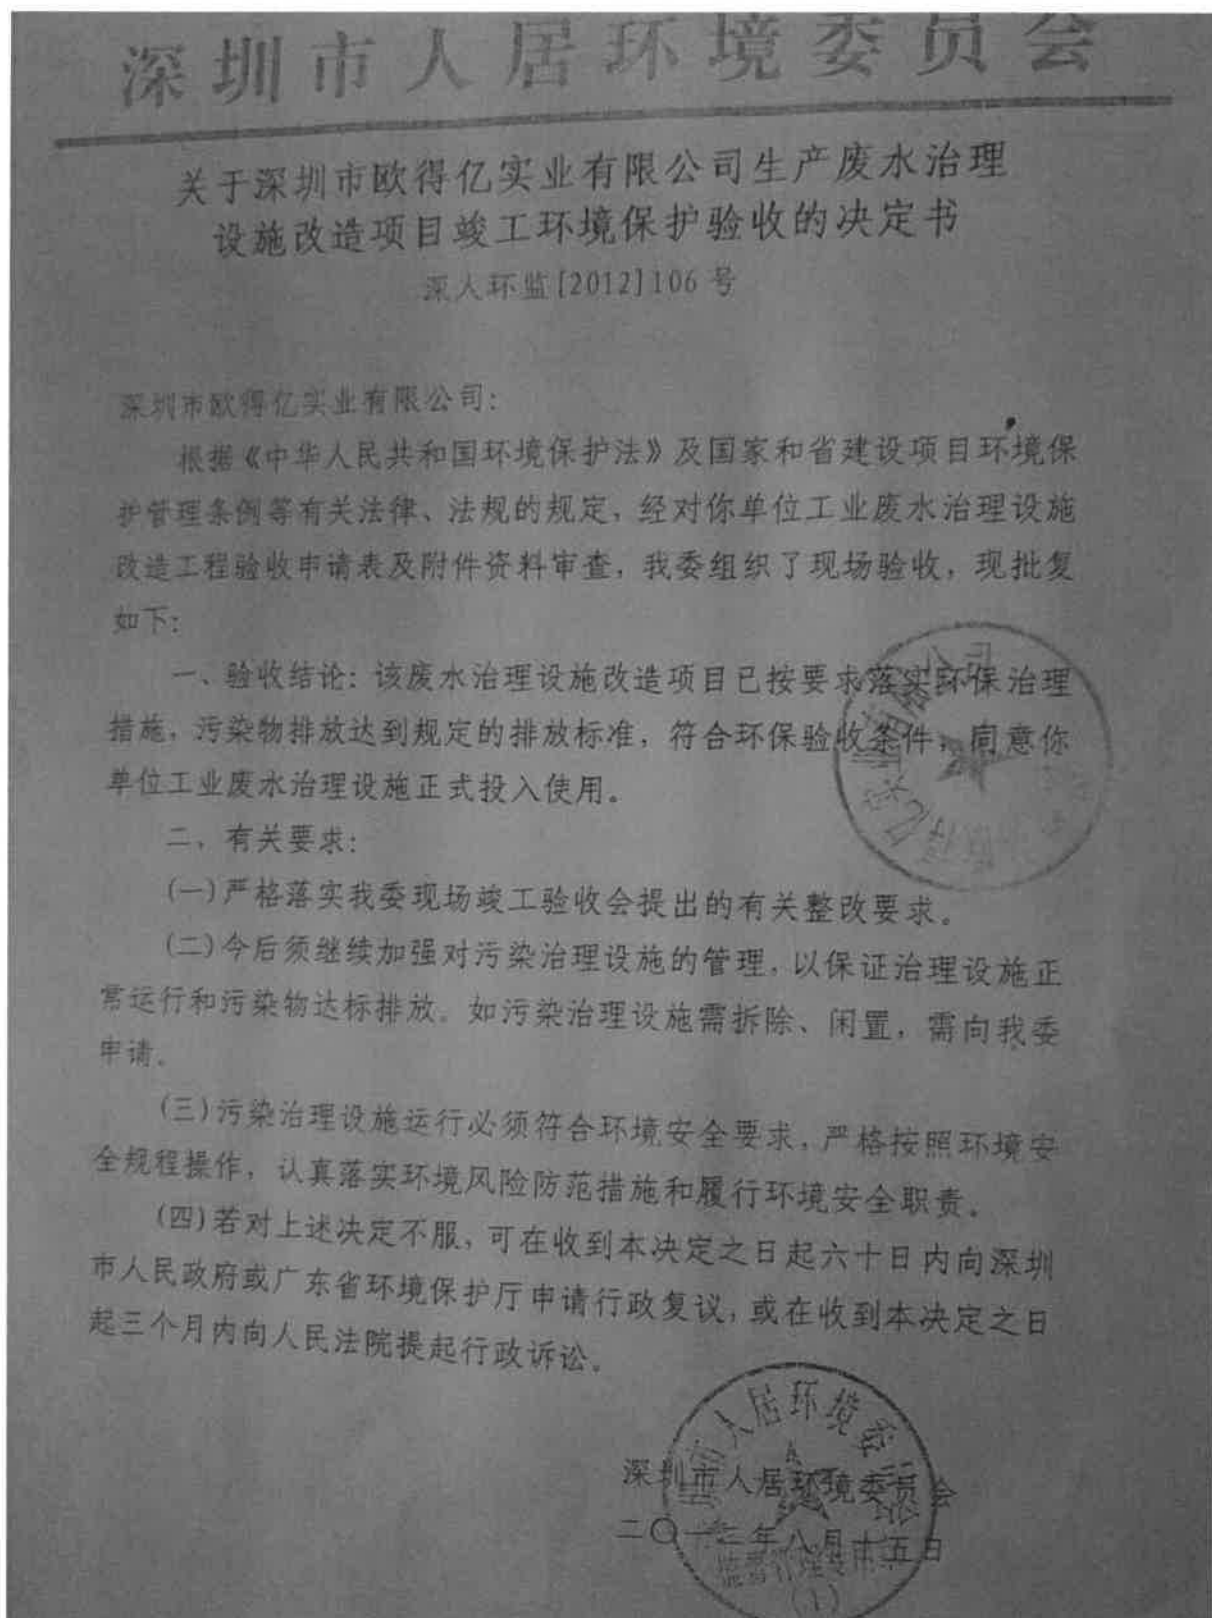 深圳市人居环境委员会
关于深圳市欧得亿实业有限公司生产废水治理
设施改造项目竣工环境保护验收的决定书
深人环监[2012]106号
深圳市欧得亿实业有限公司：
根据《中华人民共和国环境保护法》及国家和省建设项目环境保
护管理条例等有关法律、法规的规定，经对你单位工业废水治理设施
改造工程验收申请表及附件资料审查，我委组织了现场验收，现批复
如下：
一、验收结论：该废水治理设施改造项目已按要求落实环保治理
措施，污染物排放达到规定的排放标准，符合环保验收条件，同意你
单位工业废水治理设施正式投入使用。
二、有关要求：
(一)严格落实我委现场竣工验收会提出的有关整改要求。
(二)今后须继续加强对污染治理设施的管理，以保证治理设施正
常运行和污染物达标排放。如污染治理设施需拆除、闲置，需向我委
申请。
(三)污染治理设施运行必须符合环境安全要求，严格按照环境安
全规程操作，认真落实环境风险防范措施和履行环境安全职责。
(四)若对上述决定不服，可在收到本决定之日起六十日内向深圳
市人民政府或广东省环境保护厅申请行政复议，或在收到本决定之日
起三个月内向人民法院提起行政诉讼。
市人居环境委
深圳市人居环境委员会
二〇一二年八月十五日
监督管理专用
(1)